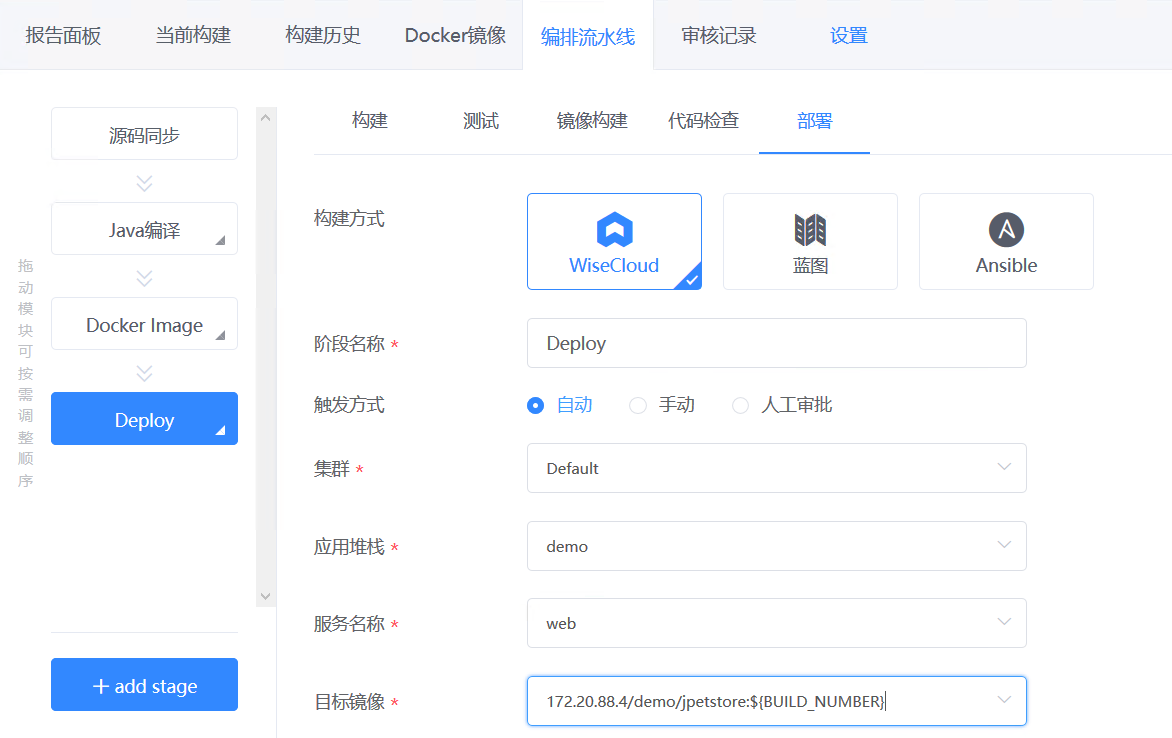 报告面板 当前构建 构建历史 Docker镜像 编排流水线 审核记录 设置
拖动模块可按需调整顺序
源码同步
Java编译
Docker Image
Deploy
+ add stage
构建 测试 镜像构建 代码检查 部署
构建方式 WiseCloud 蓝图 Ansible
阶段名称 * Deploy
触发方式 自动 手动 人工审批
集群 * Default
应用堆栈 * demo
服务名称 * web
目标镜像 * 172.20.88.4/demo/jpetstore:${BUILD_NUMBER}